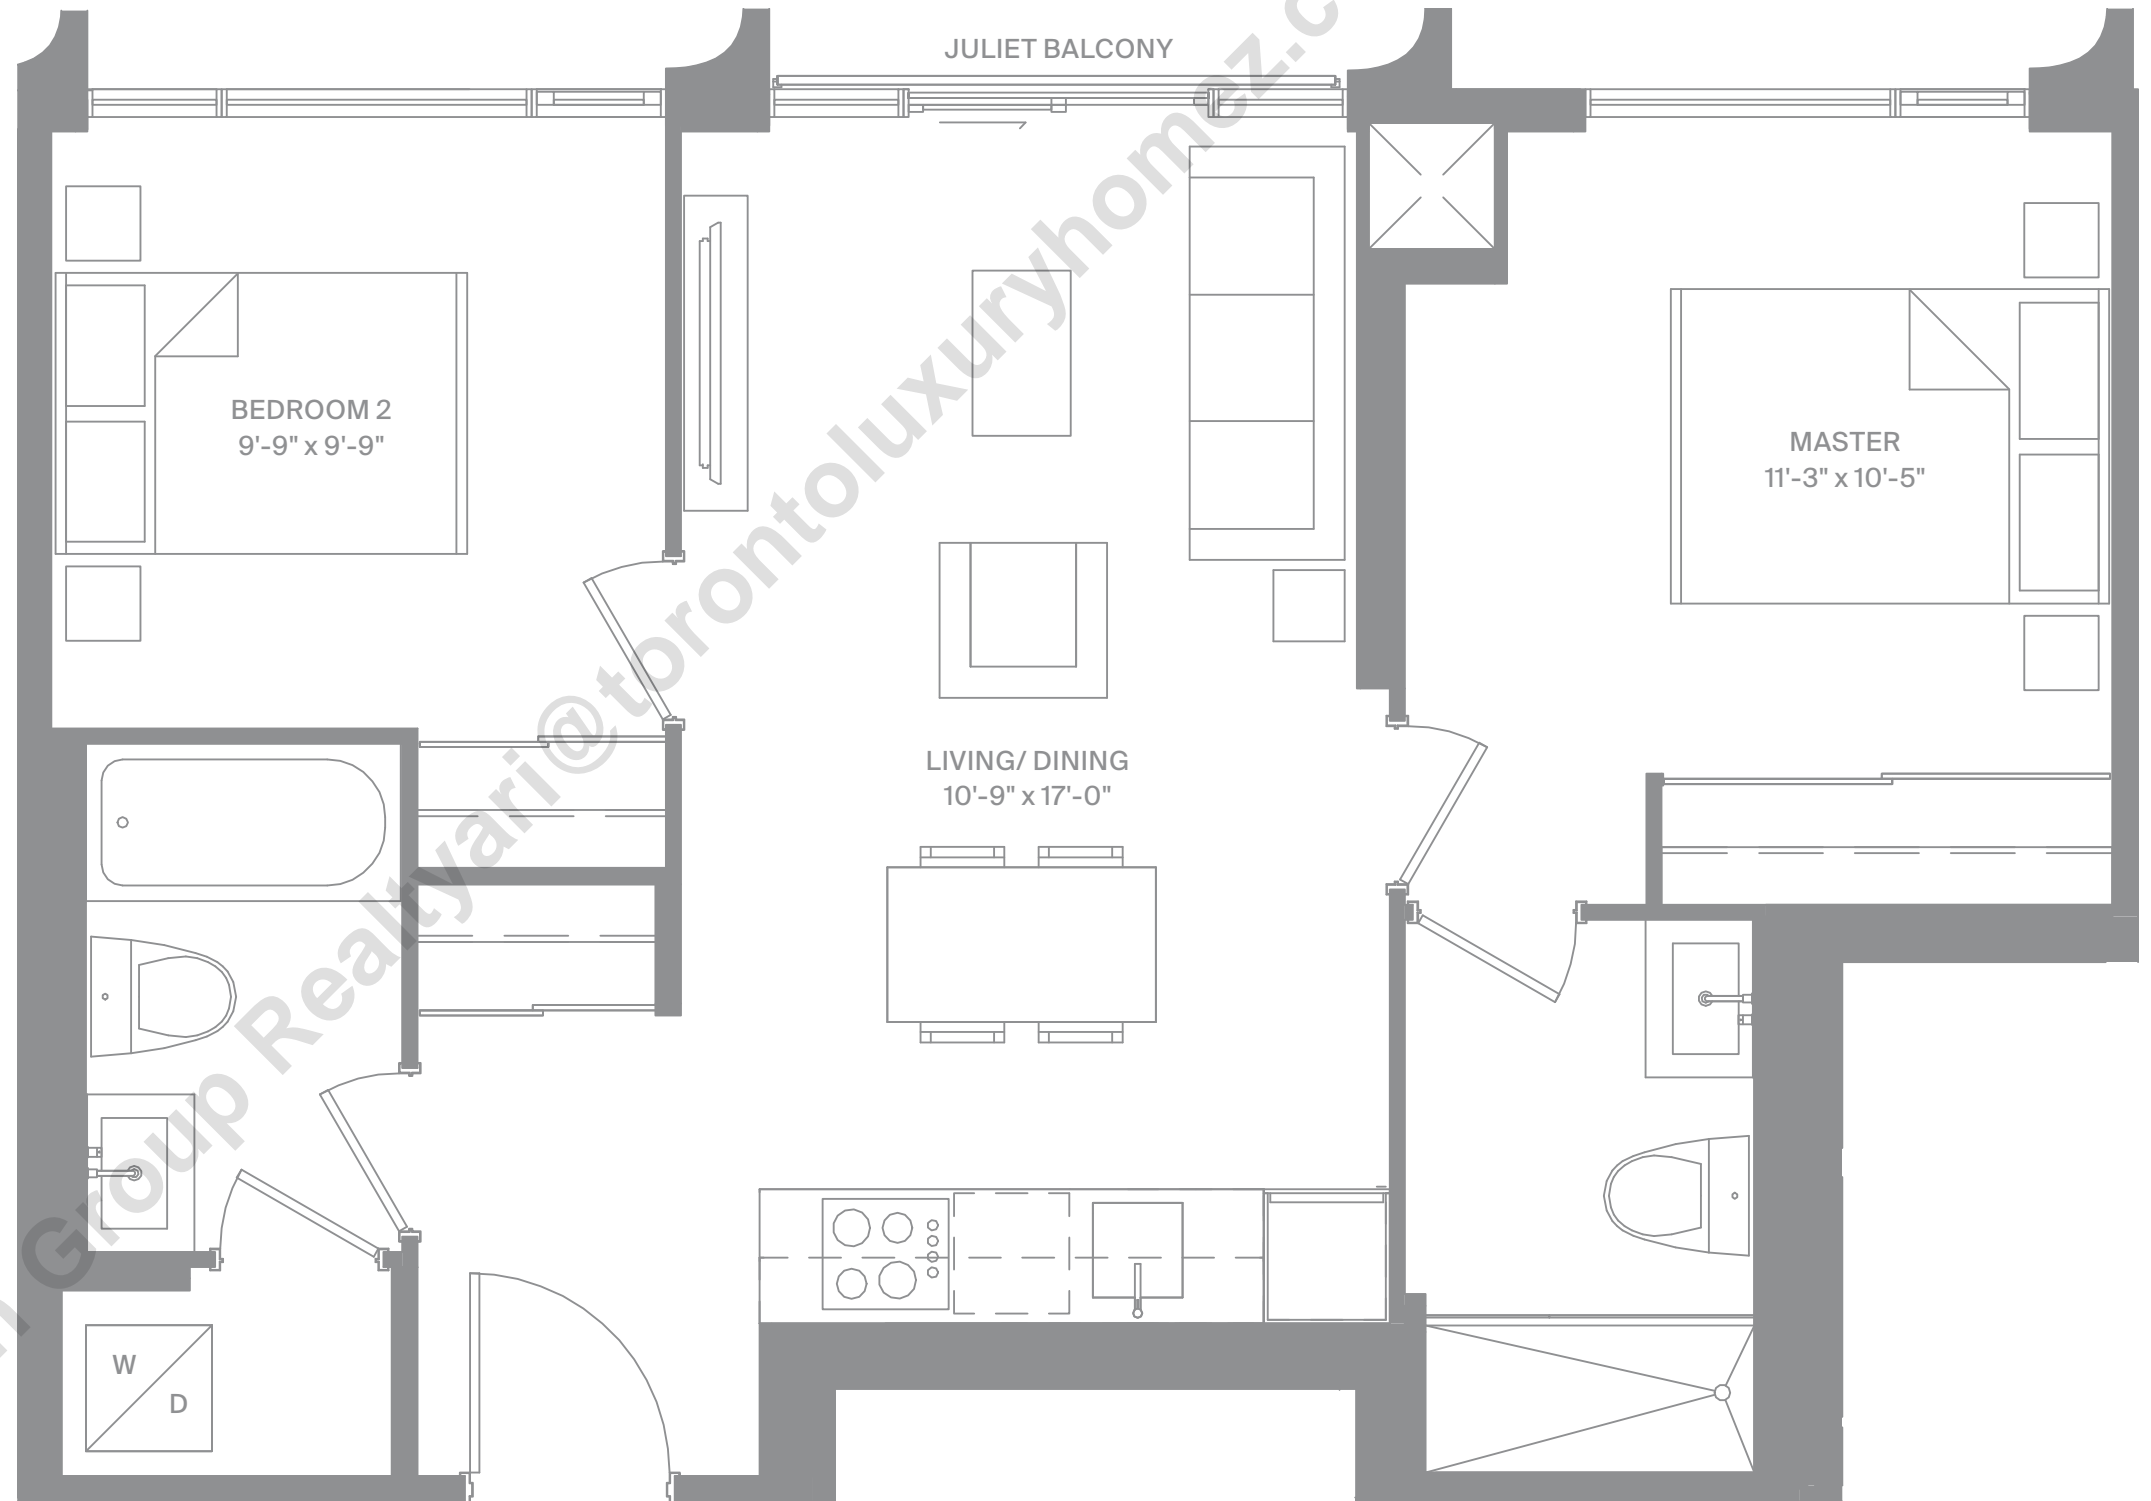 JULIET BALCONY
BEDROOM 2
9'-9" x 9'-9"
MASTER
11'-3" x 10'-5"
LIVING/ DINING
10'-9" x 17'-0"
W
D
Group Realtyari@torontoluxuryhomez.c